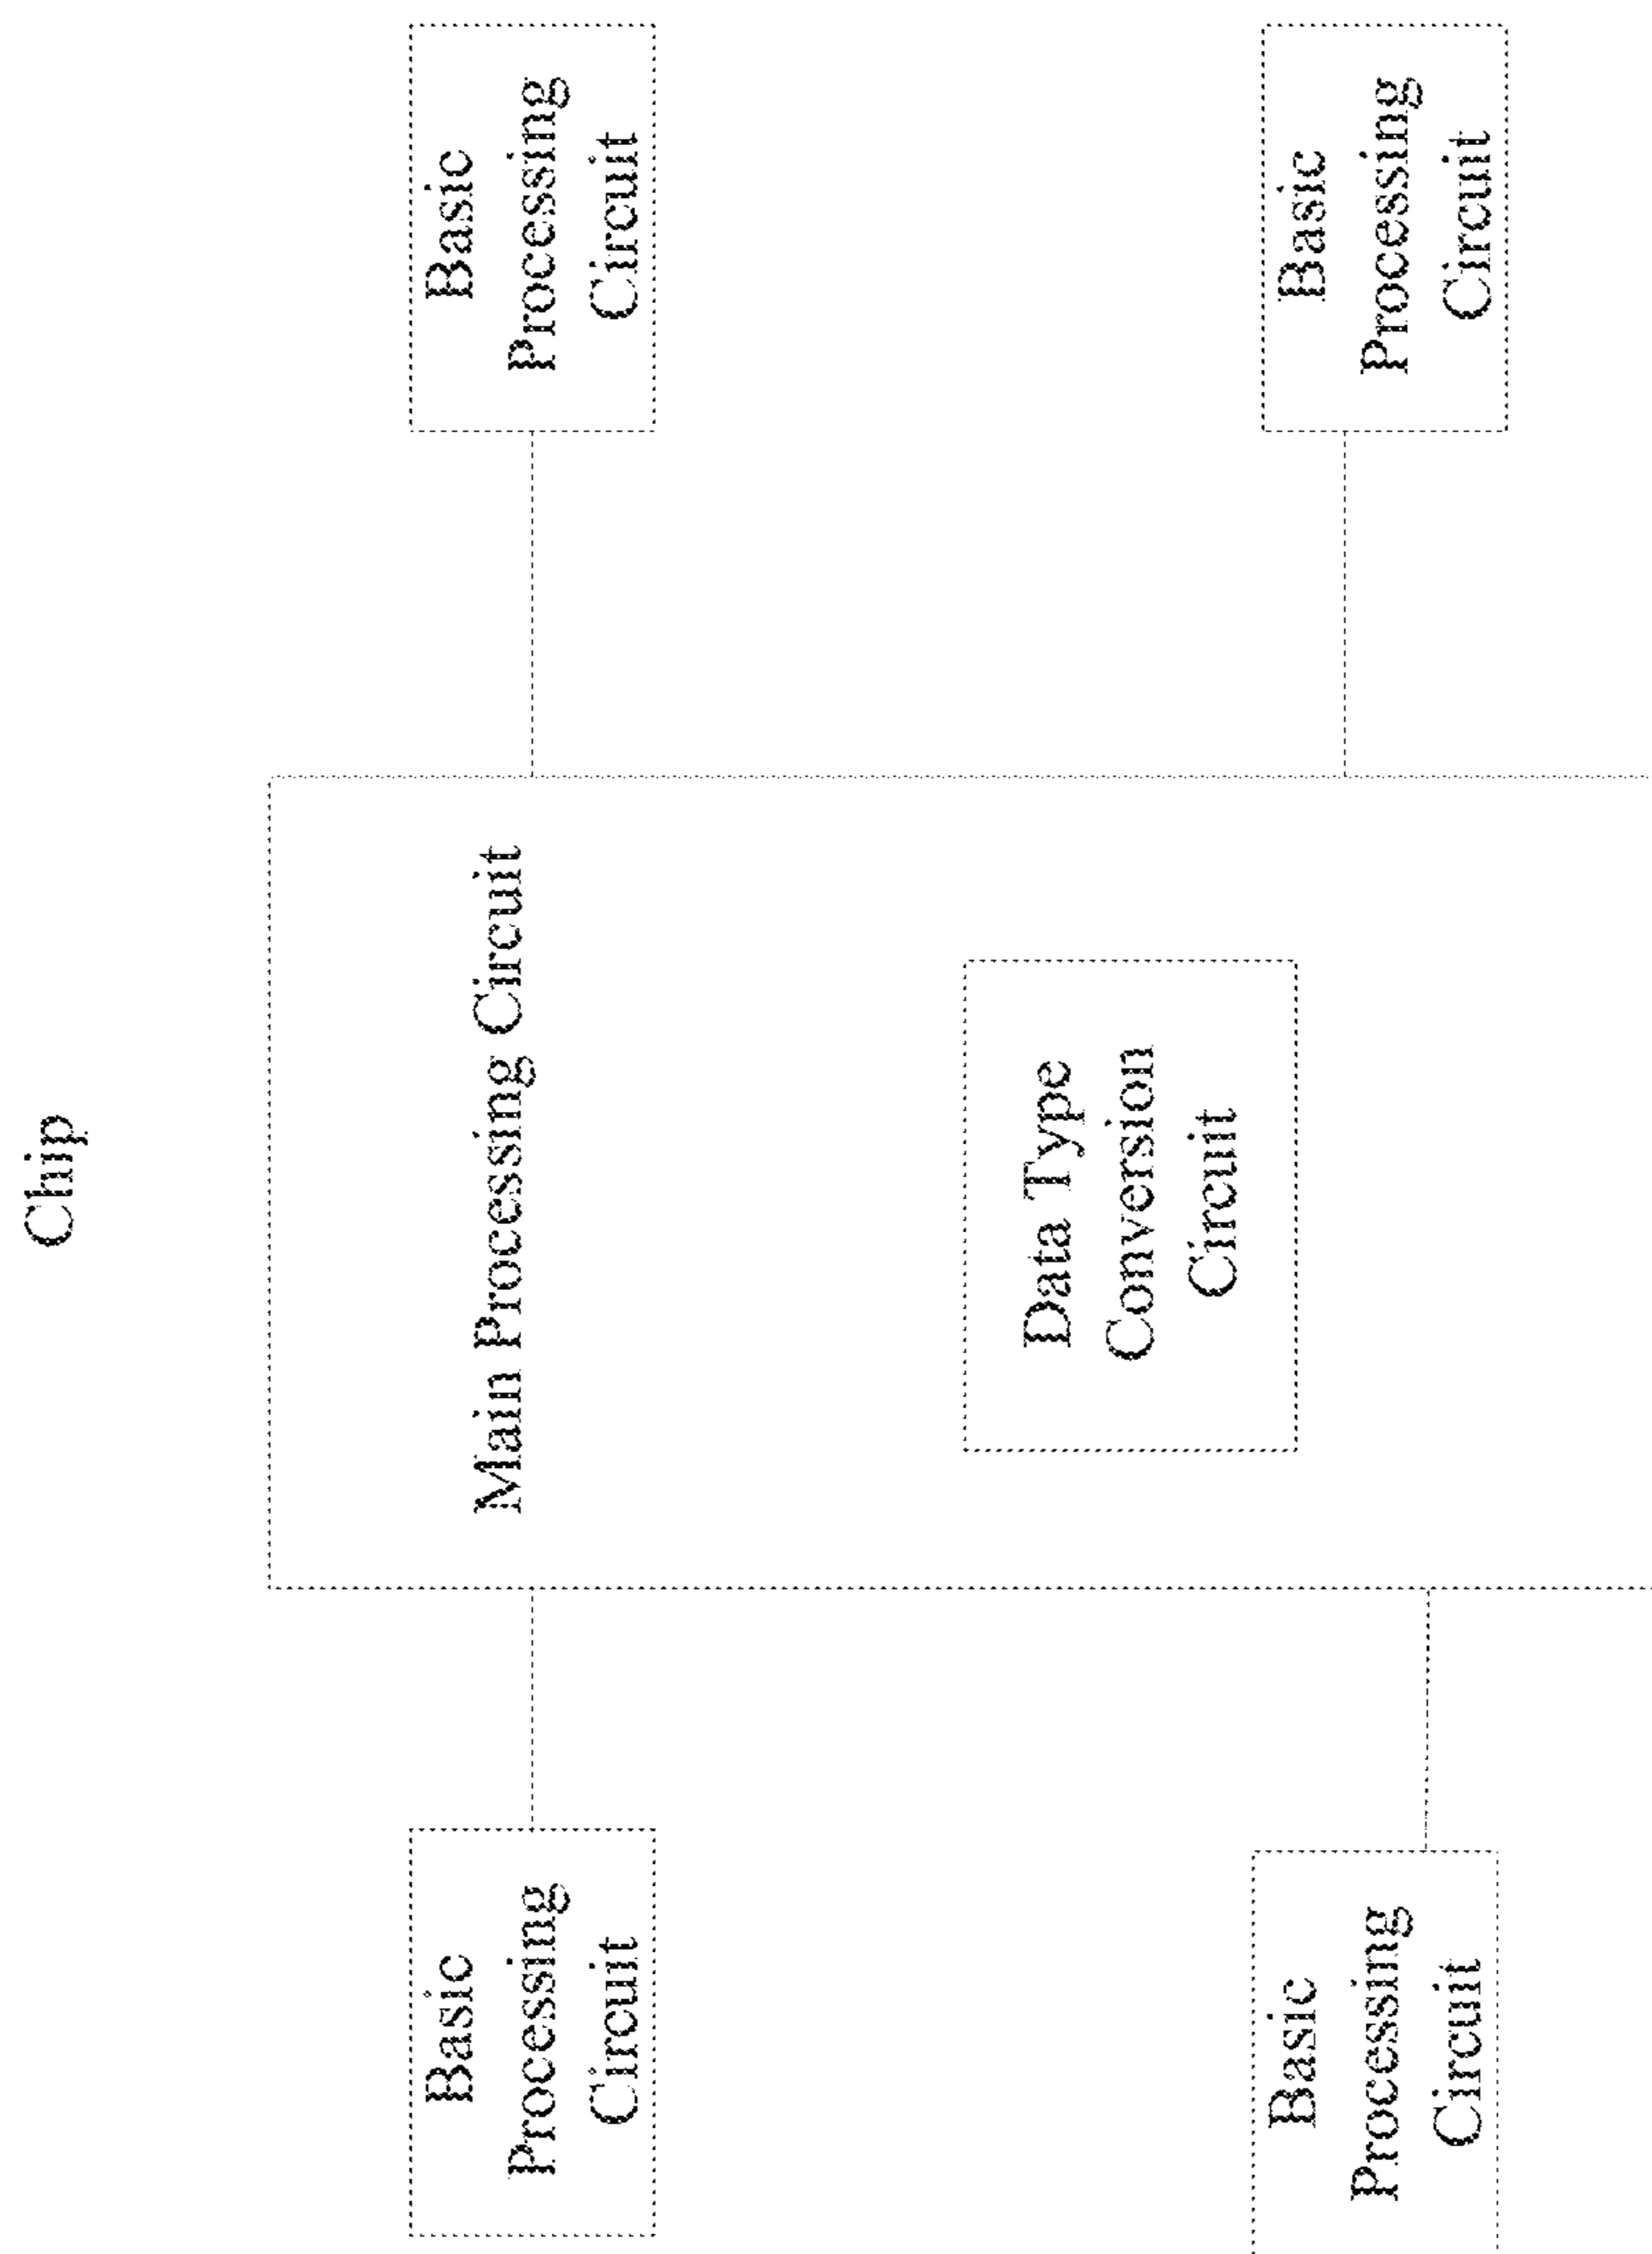 Chip
Basic
Processing
Circuit
Main Processing Circuit
Basic
Processing
Circuit
Basic
Processing
Circuit
Data Type
Conversion
Circuit
Basic
Processing
Circuit